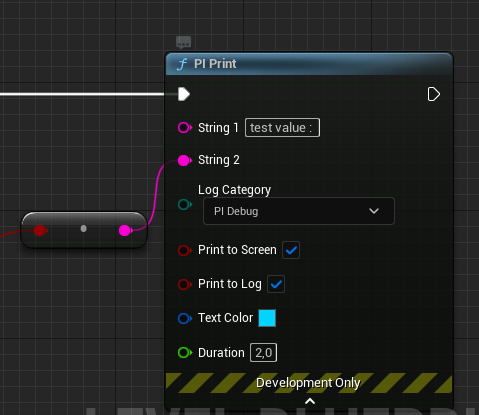 PI Print
String 1 test value :
String 2
Log Category
PI Debug
Print to Screen
Print to Log
Text Color
Duration 2,0
Development Only